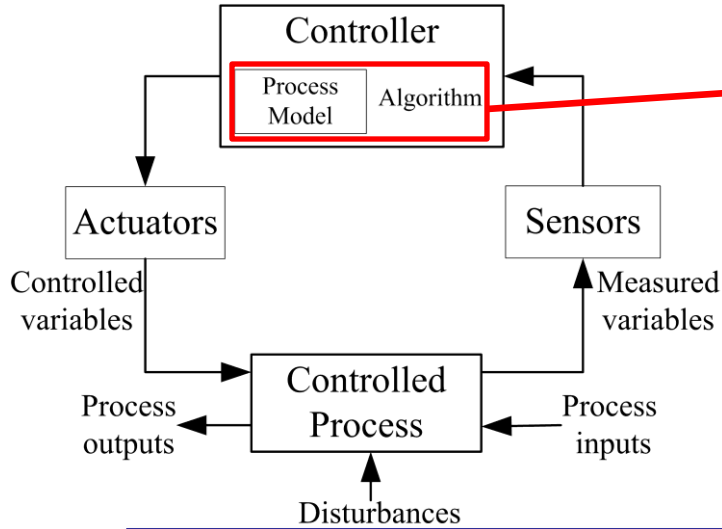 Controller
Process
Model
Algorithm
Actuators
Sensors
Controlled
variables
Measured
variables
Controlled
Process
Process
outputs
Process
inputs
Disturbances